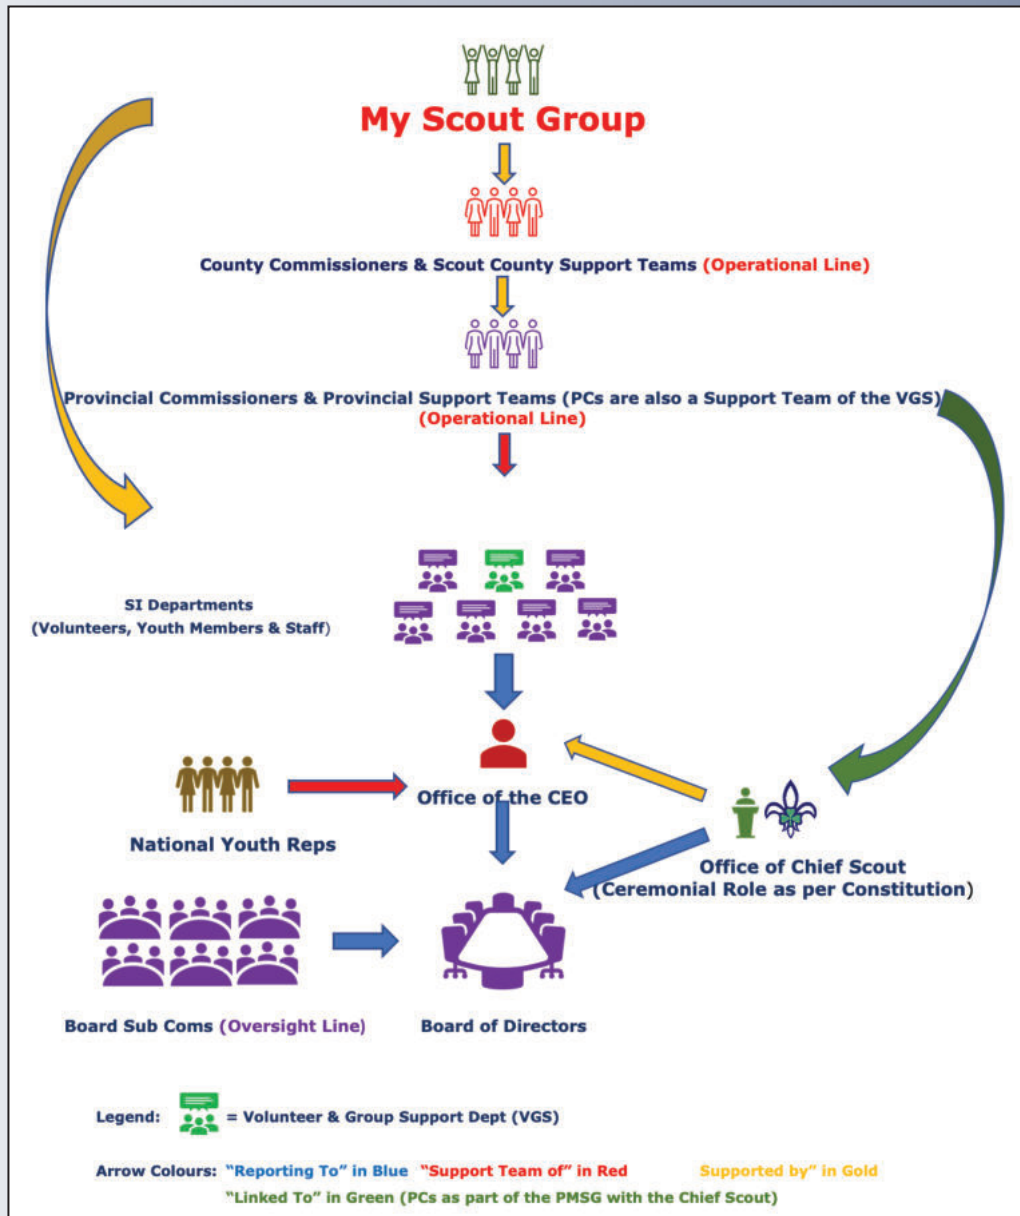 My Scout Group
County Commissioners & Scout County Support Teams (Operational Line)
Provincial Commissioners & Provincial Support Teams (PCs are also a Support Team of the VGS)
(Operational Line)
SI Departments
(Volunteers, Youth Members & Staff)
Office of the CEO
National Youth Reps
Office of Chief Scout
(Ceremonial Role as per Constitution)
Board Sub Coms (Oversight Line)
Board of Directors
Legend: = Volunteer & Group Support Dept (VGS)
Arrow Colours: “Reporting To” in Blue “Support Team of” in Red Supported by” in Gold
“Linked To” in Green (PCs as part of the PMSG with the Chief Scout)